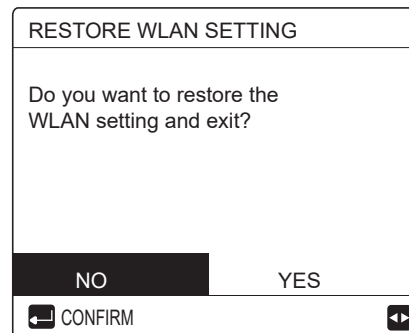 RESTORE WLAN SETTING
Do you want to restore the
WLAN setting and exit?
NO YES
CONFIRM